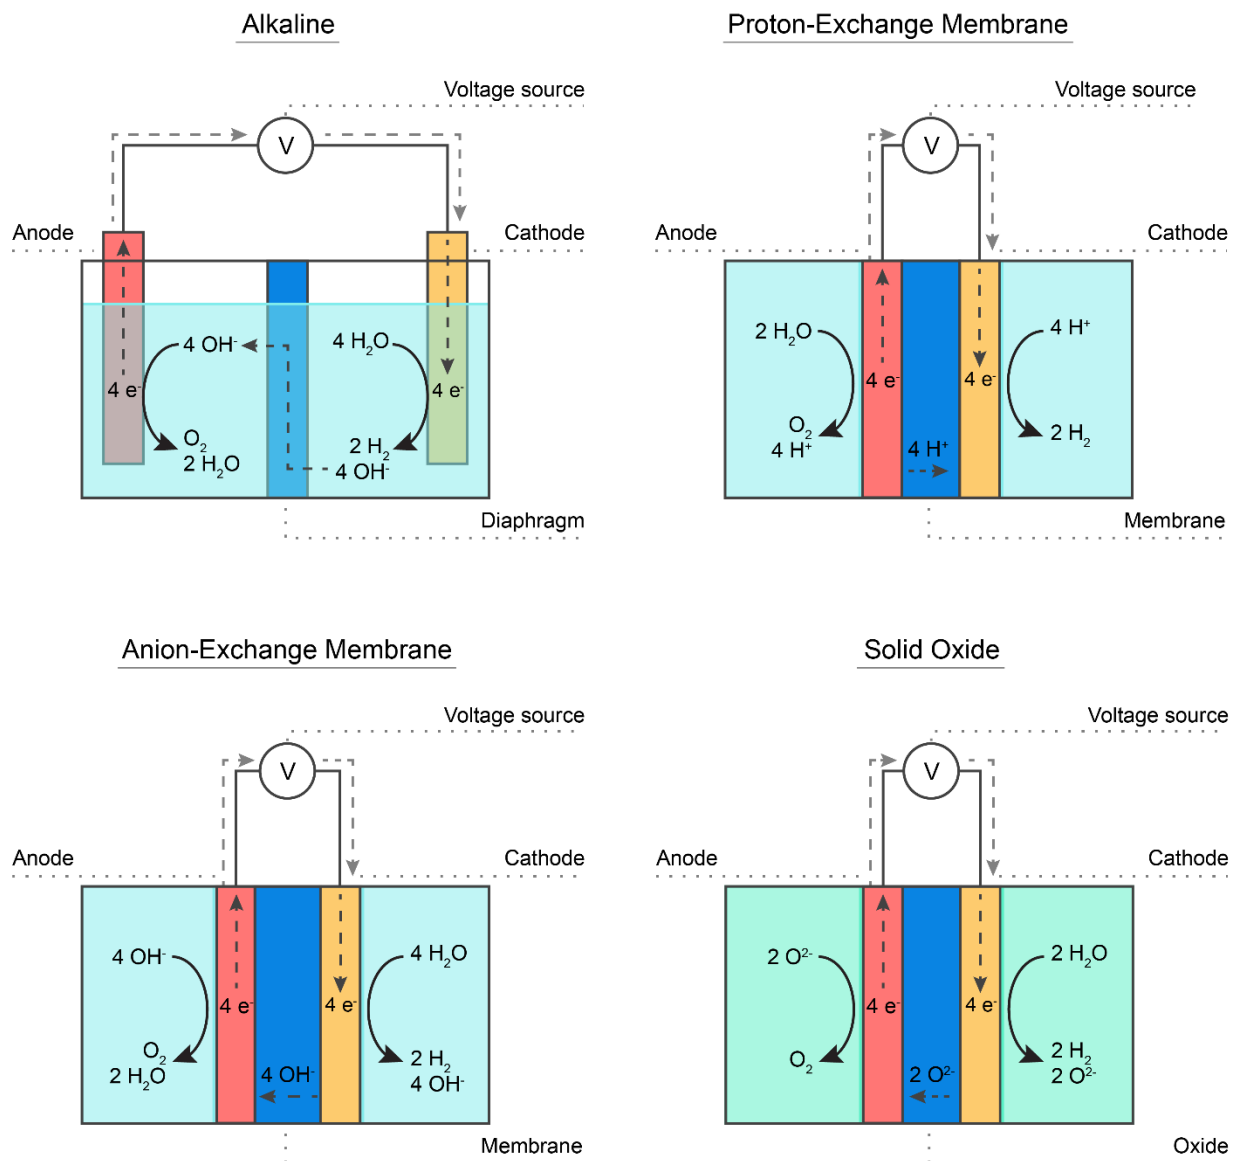 Alkaline
Voltage source
V
Anode
Cathode
4 OH⁻
4 H₂O
4 e⁻
4 e⁻
O₂
2 H₂O
2 H₂
4 OH⁻
Diaphragm
Proton-Exchange Membrane
Voltage source
V
Anode
Cathode
2 H₂O
4 H⁺
4 e⁻
4 e⁻
O₂
4 H⁺
4 H⁺
2 H₂
Membrane
Anion-Exchange Membrane
Voltage source
V
Anode
Cathode
4 OH⁻
4 H₂O
4 e⁻
4 e⁻
O₂
2 H₂O
4 OH⁻
2 H₂
4 OH⁻
Membrane
Solid Oxide
Voltage source
V
Anode
Cathode
2 O²⁻
2 H₂O
4 e⁻
4 e⁻
O₂
2 O²⁻
2 H₂
2 O²⁻
Oxide